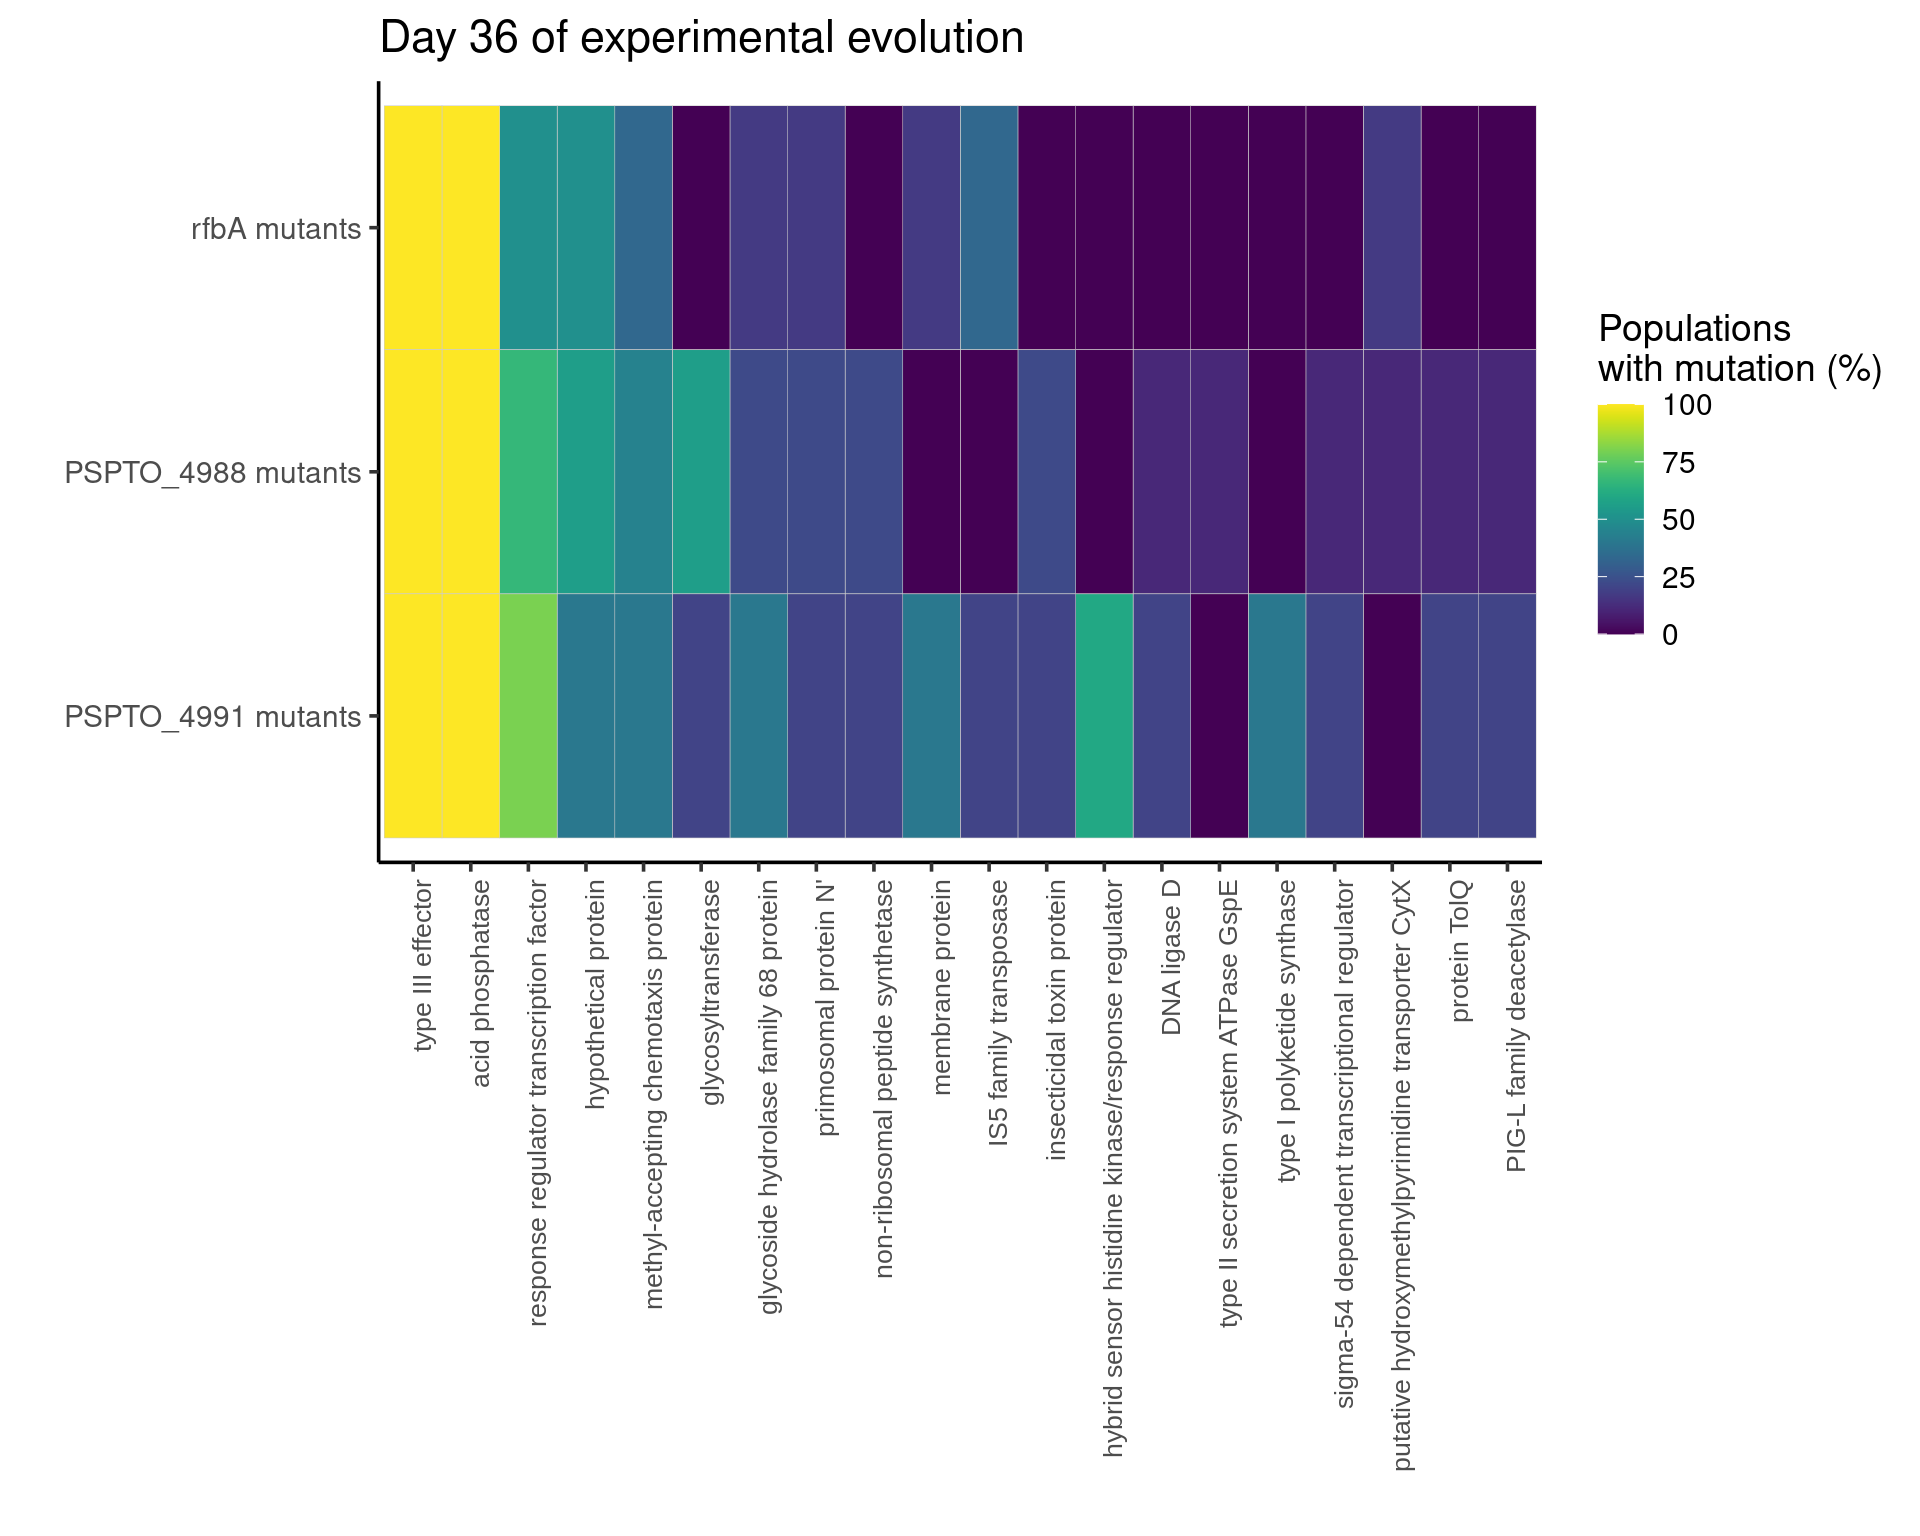 Day 36 of experimental evolution
rfbA mutants
PSPTO_4988 mutants
PSPTO_4991 mutants
Populations
with mutation (%)
100
75
50
25
0
type III effector
acid phosphatase
response regulator transcription factor
hypothetical protein
methyl-accepting chemotaxis protein
glycosyltransferase
glycoside hydrolase family 68 protein
primosomal protein N'
non-ribosomal peptide synthetase
membrane protein
IS5 family transposase
insecticidal toxin protein
hybrid sensor histidine kinase/response regulator
DNA ligase D
type II secretion system ATPase GspE
type I polyketide synthase
sigma-54 dependent transcriptional regulator
putative hydroxymethylpyrimidine transporter CytX
protein TolQ
PIG-L family deacetylase